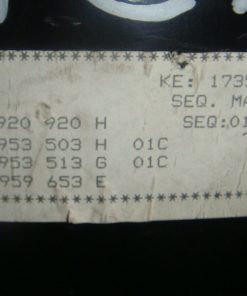 ************
KE: 1735
SEQ. MA
920 920 H SEQ:01
953 503 H 01C
953 513 G 01C
959 653 E
************